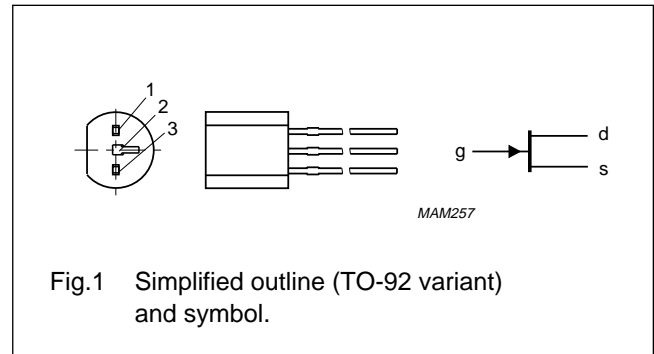 1
2
3
g
d
s
MAM257
Fig.1 Simplified outline (TO-92 variant)
and symbol.